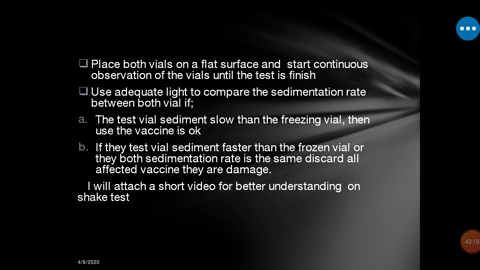 Place both vials on a flat surface and start continuous
observation of the vials until the test is finish
Use adequate light to compare the sedimentation rate
between both vial if;
a. The test vial sediment slow than the freezing vial, then
use the vaccine is ok
b. If they test vial sediment faster than the frozen vial or
they both sedimentation rate is the same discard all
affected vaccine they are damage.
I will attach a short video for better understanding on
shake test
4/9/2020
43:18